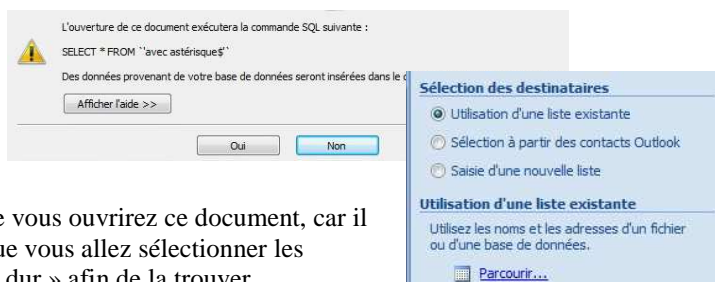 L'ouverture de ce document exécutera la commande SQL suivante :
SELECT * FROM `'avec astérisque$'`
Des données provenant de votre base de données seront insérées dans le
Afficher l'aide >>
Oui
Non
Sélection des destinataires
Utilisation d'une liste existante
Sélection à partir des contacts Outlook
Saisie d'une nouvelle liste
Utilisation d'une liste existante
Utilisez les noms et les adresses d'un fichier
ou d'une base de données.
Parcourir...
vous ouvrirez ce document, car il
que vous allez sélectionner les
dur » afin de la trouver